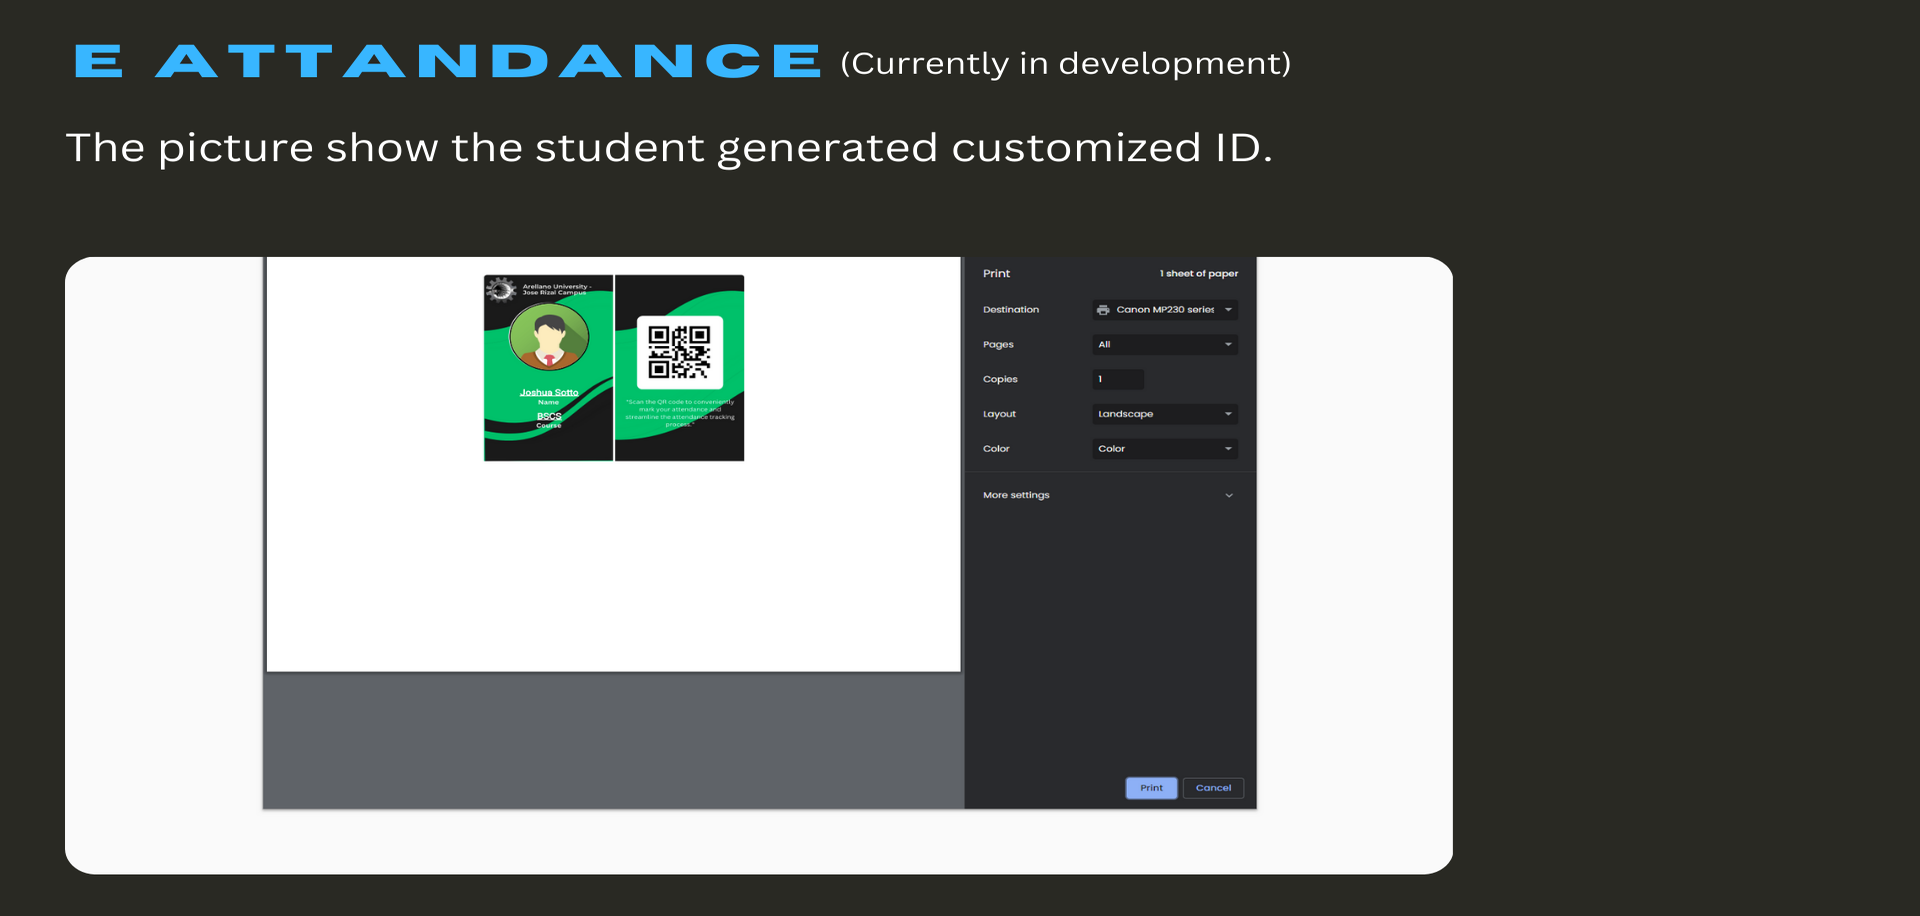 E ATTANDANCE (Currently in development)
The picture show the student generated customized ID.
Arellano University -
Jose Rizal Campus
Joshua Sotto
Name
BSCS
Course
"Scan the QR code to conveniently
mark your attendance and
streamline the attendance tracking
process."
Print 1 sheet of paper
Destination Canon MP230 series
Pages All
Copies 1
Layout Landscape
Color Color
More settings
Print Cancel